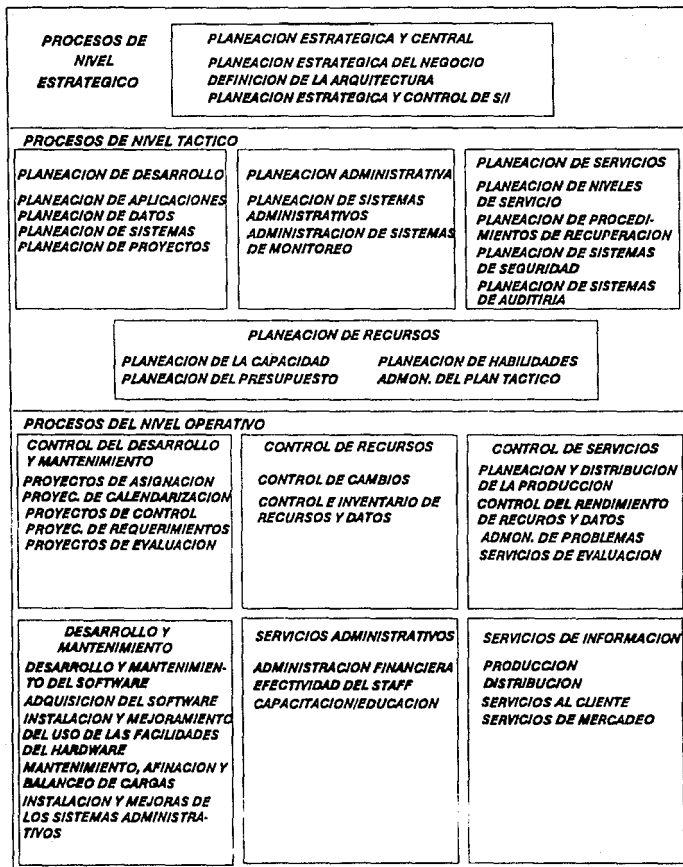 PROCESOS DE
NIVEL
ESTRATEGICO
PLANEACION ESTRATEGICA Y CENTRAL
PLANEACION ESTRATEGICA DEL NEGOCIO
DEFINICION DE LA ARQUITECTURA
PLANEACION ESTRATEGICA Y CONTROL DE S/I
PROCESOS DE NIVEL TACTICO
PLANEACION DE DESARROLLO
PLANEACION DE APLICACIONES
PLANEACION DE DATOS
PLANEACION DE SISTEMAS
PLANEACION DE PROYECTOS
PLANEACION ADMINISTRATIVA
PLANEACION DE SISTEMAS
ADMINISTRATIVOS
ADMINISTRACION DE SISTEMAS
DE MONITOREO
PLANEACION DE SERVICIOS
PLANEACION DE NIVELES
DE SERVICIO
PLANEACION DE PROCEDI-
MIENTOS DE RECUPERACION
PLANEACION DE SISTEMAS
DE SEGURIDAD
PLANEACION DE SISTEMAS
DE AUDITIRIA
PLANEACION DE RECURSOS
PLANEACION DE LA CAPACIDAD
PLANEACION DEL PRESUPUESTO
PLANEACION DE HABILIDADES
ADMON. DEL PLAN TACTICO
PROCESOS DEL NIVEL OPERATIVO
CONTROL DEL DESARROLLO
Y MANTENIMIENTO
PROYECTOS DE ASIGNACION
PROYEC. DE CALENDARIZACION
PROYECTOS DE CONTROL
PROYEC. DE REQUERIMIENTOS
PROYECTOS DE EVALUACION
CONTROL DE RECURSOS
CONTROL DE CAMBIOS
CONTROL E INVENTARIO DE
RECURSOS Y DATOS
CONTROL DE SERVICIOS
PLANEACION Y DISTRIBUCION
DE LA PRODUCCION
CONTROL DEL RENDIMIENTO
DE RECUROS Y DATOS
ADMON. DE PROBLEMAS
SERVICIOS DE EVALUACION
DESARROLLO Y
MANTENIMIENTO
DESARROLLO Y MANTENIMIEN-
TO DEL SOFTWARE
ADQUISICION DEL SOFTWARE
INSTALACION Y MEJORAMIENTO
DEL USO DE LAS FACILIDADES
DEL HARDWARE
MANTENIMIENTO, AFINACION Y
BALANCEO DE CARGAS
INSTALACION Y MEJORAS DE
LOS SISTEMAS ADMINISTRA-
TIVOS
SERVICIOS ADMINISTRATIVOS
ADMINISTRACION FINANCIERA
EFECTIVIDAD DEL STAFF
CAPACITACION/EDUCACION
SERVICIOS DE INFORMACION
PRODUCCION
DISTRIBUCION
SERVICIOS AL CLIENTE
SERVICIOS DE MERCADEO